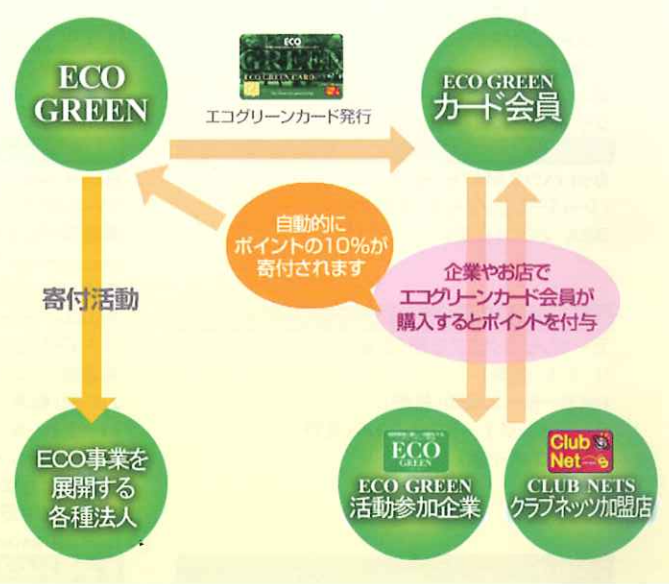 ECO
GREEN
ECO
GREEN
ECO GREEN CARD
エコグリーンカード発行
ECO GREEN
カード会員
自動的に
ポイントの10%が
寄付されます
企業やお店で
エコグリーンカード会員が
購入するとポイントを付与
寄付活動
ECO事業を
展開する
各種法人
ECO
GREEN
ECO GREEN
活動参加企業
Club
Net
CLUB NETS
クラブネッツ加盟店